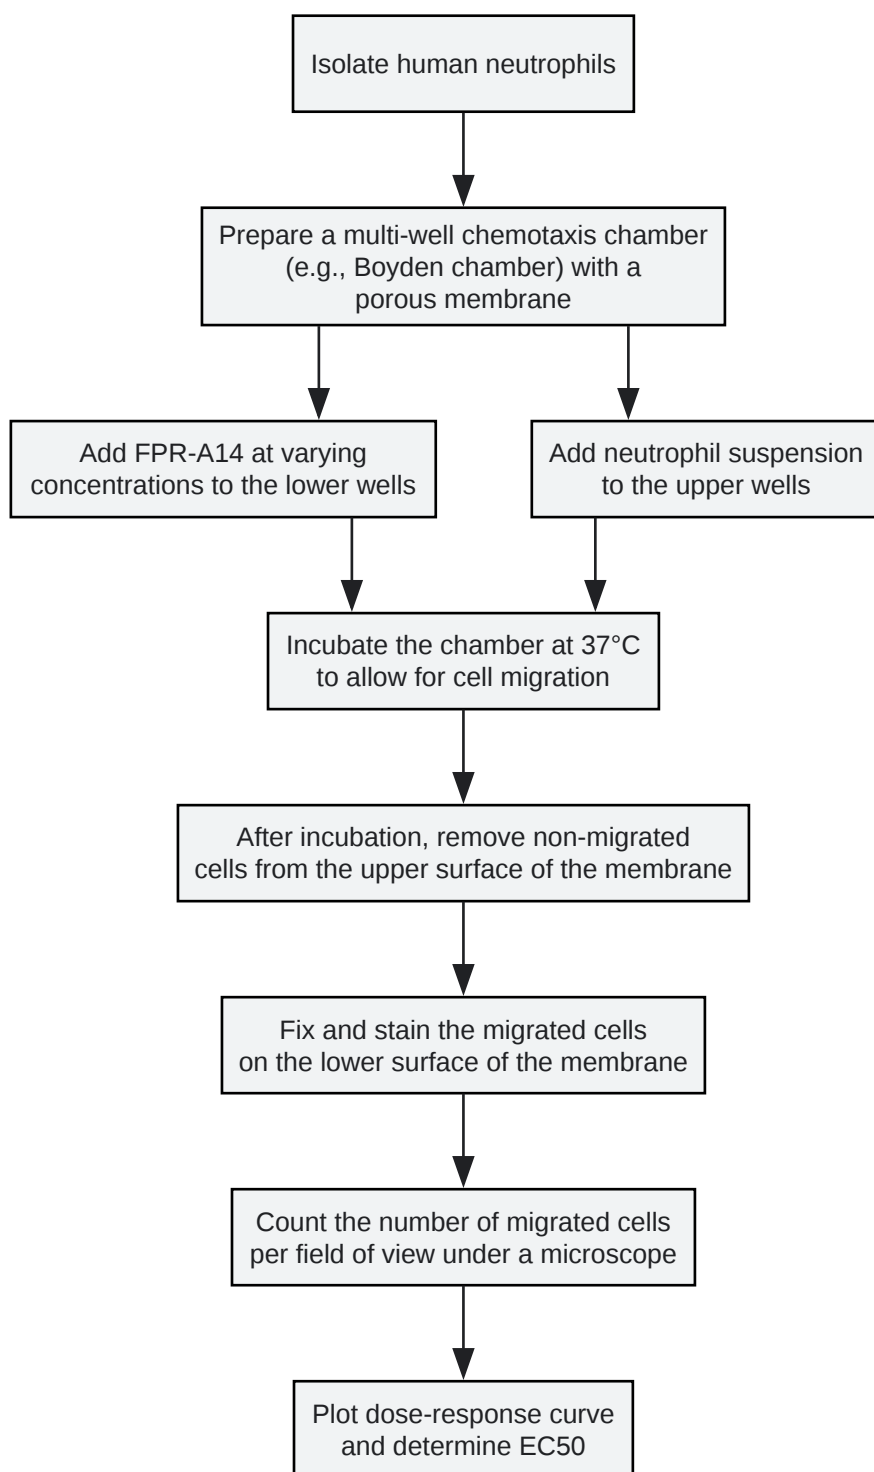 Isolate human neutrophils
Prepare a multi-well chemotaxis chamber
(e.g., Boyden chamber) with a
porous membrane
Add FPR-A14 at varying
concentrations to the lower wells
Add neutrophil suspension
to the upper wells
Incubate the chamber at 37°C
to allow for cell migration
After incubation, remove non-migrated
cells from the upper surface of the membrane
Fix and stain the migrated cells
on the lower surface of the membrane
Count the number of migrated cells
per field of view under a microscope
Plot dose-response curve
and determine EC50